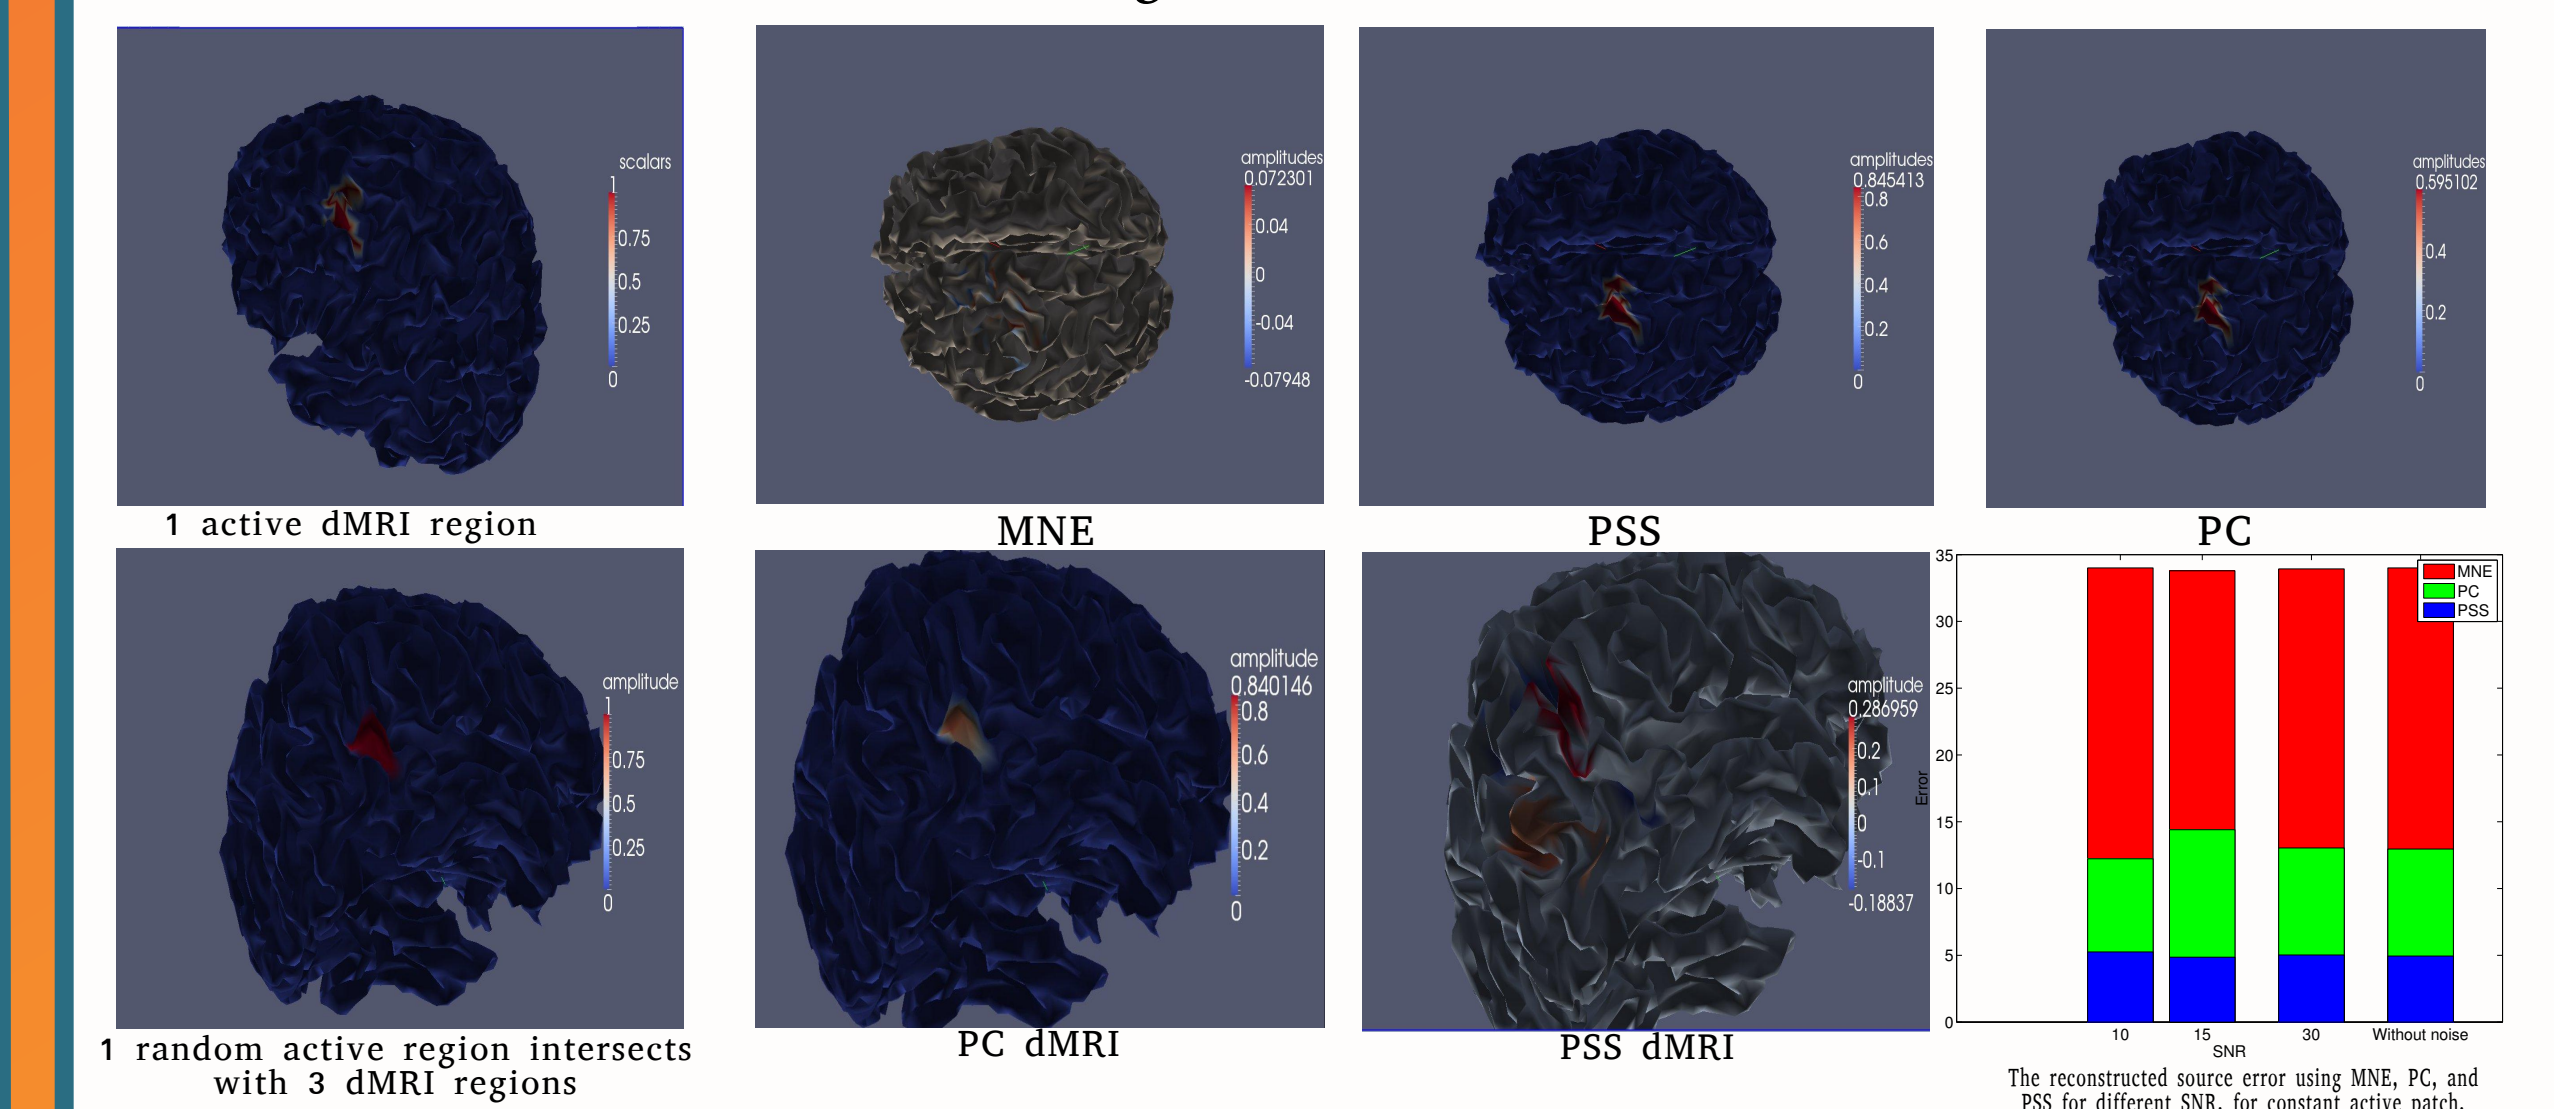 scalars
1
0.75
0.5
0.25
0
amplitudes
0.072301
0.04
0
-0.04
-0.07948
amplitudes
0.845413
0.8
0.6
0.4
0.2
0
amplitudes
0.595102
0.4
0.2
0
1 active dMRI region
MNE
PSS
PC
amplitude
1
0.75
0.5
0.25
0
amplitude
0.840146
0.8
0.6
0.4
0.2
0
amplitude
0.286959
0.2
0.1
0
-0.1
-0.18837
35
30
25
20
15
10
5
0
Error
MNE
PC
PSS
10 15 30 Without noise
SNR
1 random active region intersects
with 3 dMRI regions
PC dMRI
PSS dMRI
The reconstructed source error using MNE, PC, and
PSS for different SNR, for constant active patch.